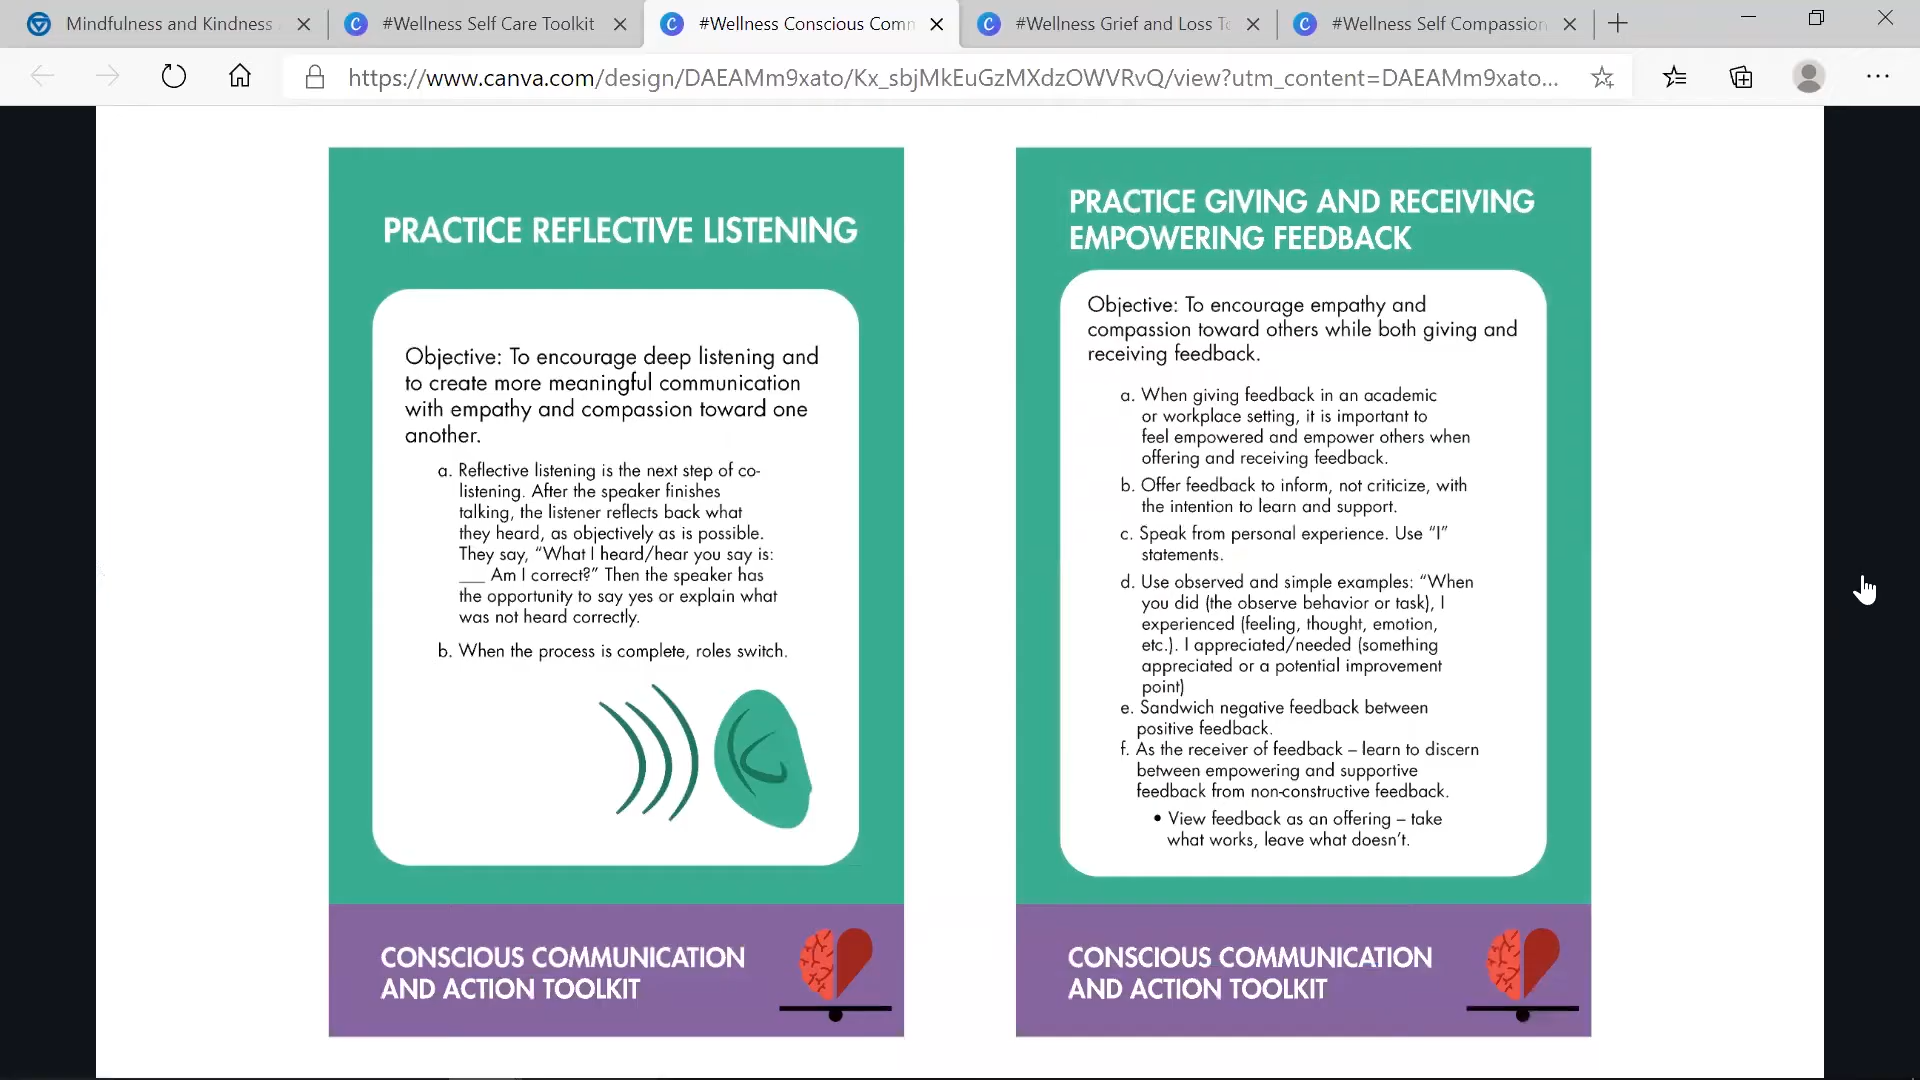 Mindfulness and Kindness
#Wellness Self Care Toolkit
#Wellness Conscious Comm
#Wellness Grief and Loss To
#Wellness Self Compassion
https://www.canva.com/design/DAEAMm9xato/Kx_sbjMkEuGzMXdzOWVRvQ/view?utm_content=DAEAMm9xato...
PRACTICE REFLECTIVE LISTENING
Objective: To encourage deep listening and
to create more meaningful communication
with empathy and compassion toward one
another.
a. Reflective listening is the next step of co-
listening. After the speaker finishes
talking, the listener reflects back what
they heard, as objectively as is possible.
They say, “What I heard/hear you say is:
___ Am I correct?” Then the speaker has
the opportunity to say yes or explain what
was not heard correctly.
b. When the process is complete, roles switch.
CONSCIOUS COMMUNICATION
AND ACTION TOOLKIT
PRACTICE GIVING AND RECEIVING
EMPOWERING FEEDBACK
Objective: To encourage empathy and
compassion toward others while both giving and
receiving feedback.
a. When giving feedback in an academic
or workplace setting, it is important to
feel empowered and empower others when
offering and receiving feedback.
b. Offer feedback to inform, not criticize, with
the intention to learn and support.
c. Speak from personal experience. Use “I”
statements.
d. Use observed and simple examples: “When
you did (the observe behavior or task), I
experienced (feeling, thought, emotion,
etc.). I appreciated/needed (something
appreciated or a potential improvement
point)
e. Sandwich negative feedback between
positive feedback.
f. As the receiver of feedback – learn to discern
between empowering and supportive
feedback from non-constructive feedback.
• View feedback as an offering – take
what works, leave what doesn’t.
CONSCIOUS COMMUNICATION
AND ACTION TOOLKIT